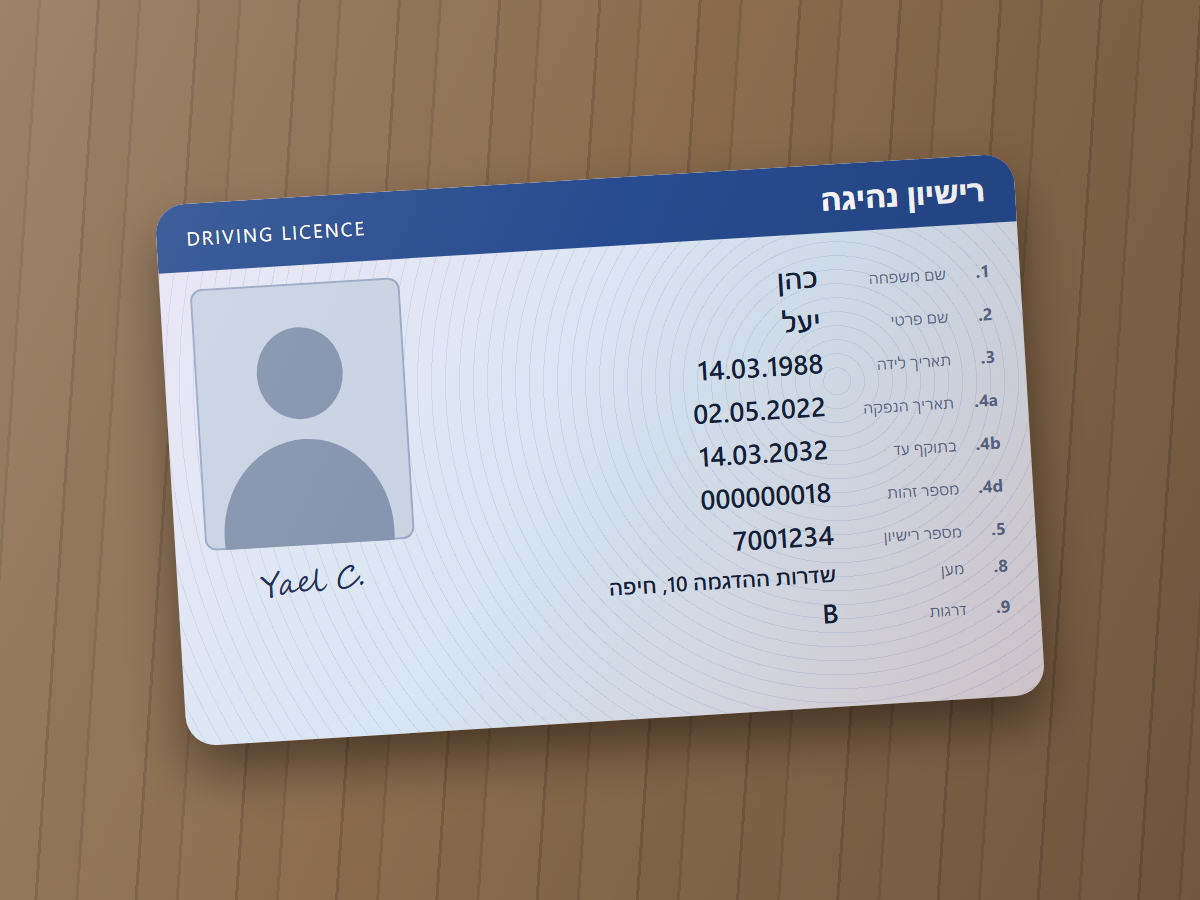 רישיון נהיגה DRIVING LICENCE
1. שם משפחה כהן
2. שם פרטי יעל
3. תאריך לידה 14.03.1988
4a. תאריך הנפקה 02.05.2022
4b. בתוקף עד 14.03.2032
4d. מספר זהות 000000018
5. מספר רישיון 7001234
8. מען שדרות ההדגמה 10, חיפה
9. דרגות B
Yael C.